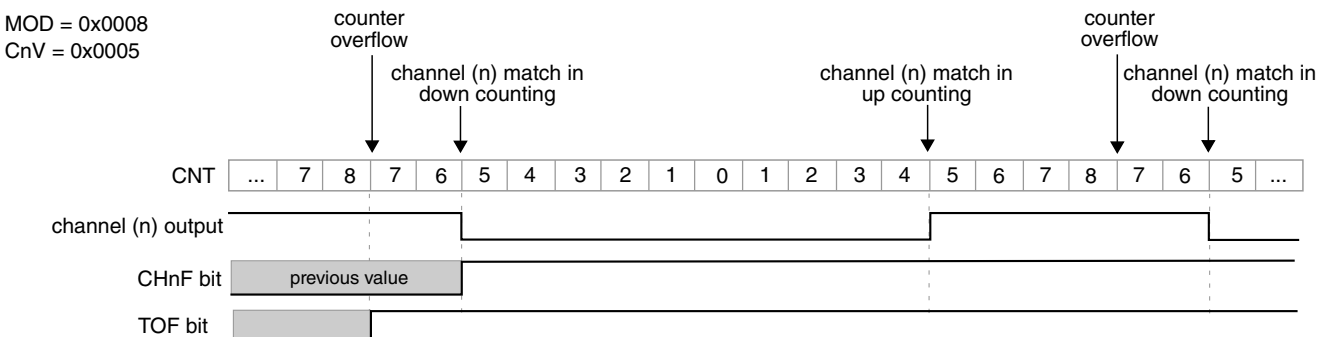 MOD = 0x0008
CnV = 0x0005
counter
overflow
channel (n) match in
down counting
channel (n) match in
up counting
counter
overflow
channel (n) match in
down counting
CNT ... 7 8 7 6 5 4 3 2 1 0 1 2 3 4 5 6 7 8 7 6 5 ...
channel (n) output
CHnF bit previous value
TOF bit